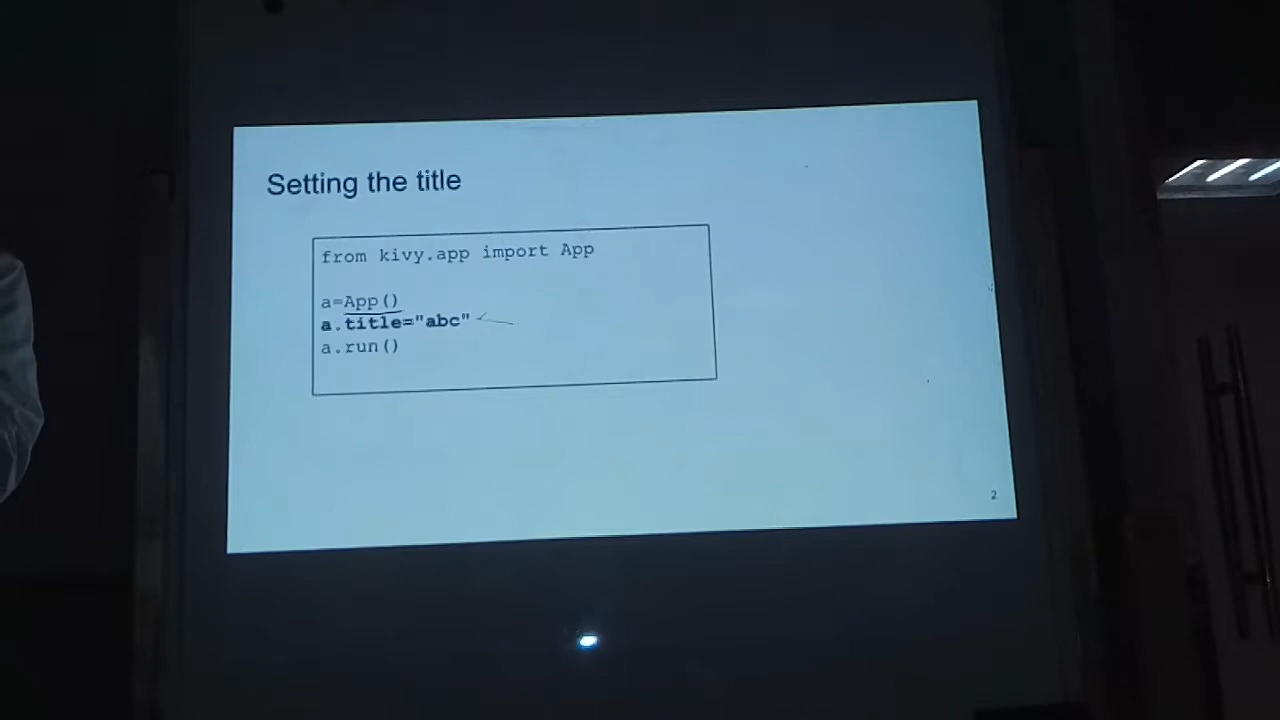 Setting the title
from kivy.app import App
a=App()
a.title="abc"
a.run()
2